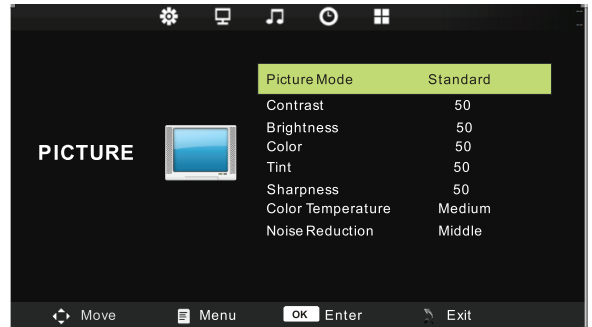 Picture Mode Standard
Contrast 50
Brightness 50
Color 50
PICTURE
Tint 50
Sharpness 50
Color Temperature Medium
Noise Reduction Middle
Move Menu OK Enter Exit